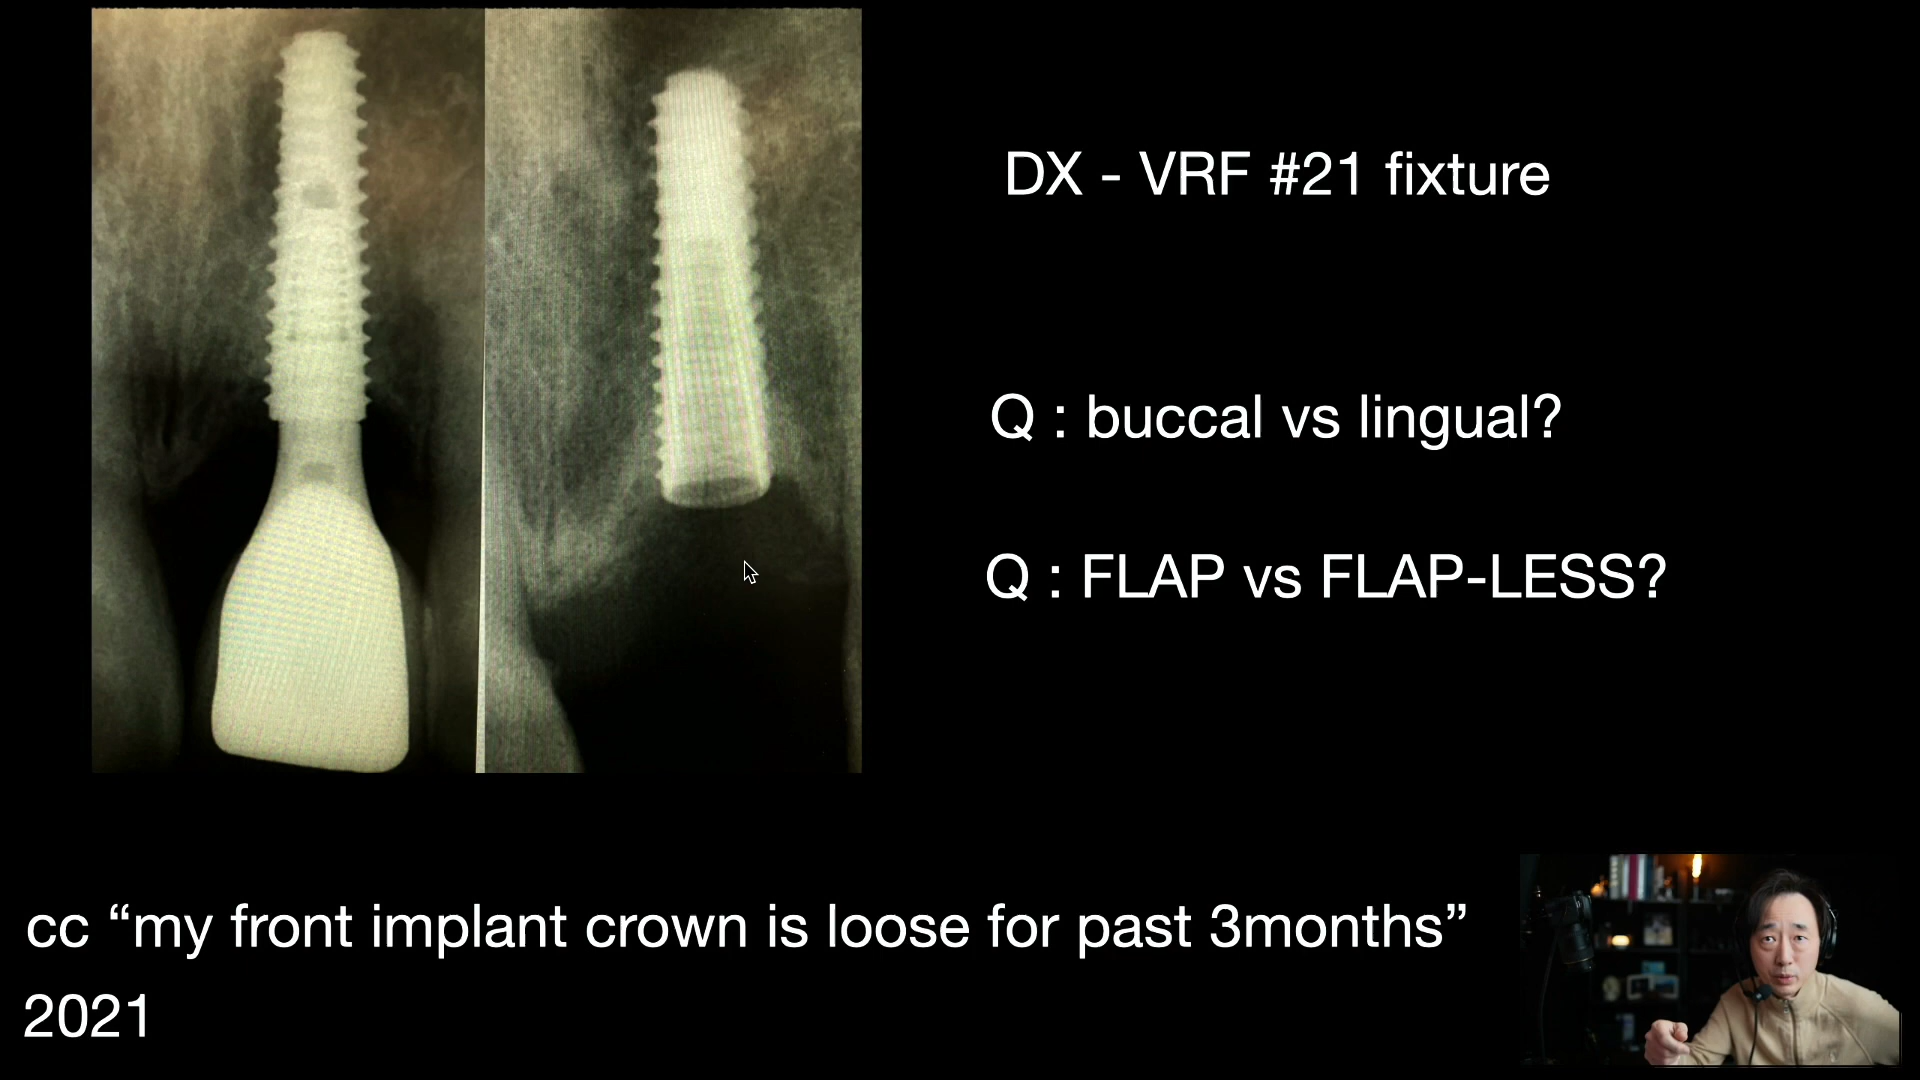 DX - VRF #21 fixture
Q : buccal vs lingual?
Q : FLAP vs FLAP-LESS?
cc “my front implant crown is loose for past 3months”
2021